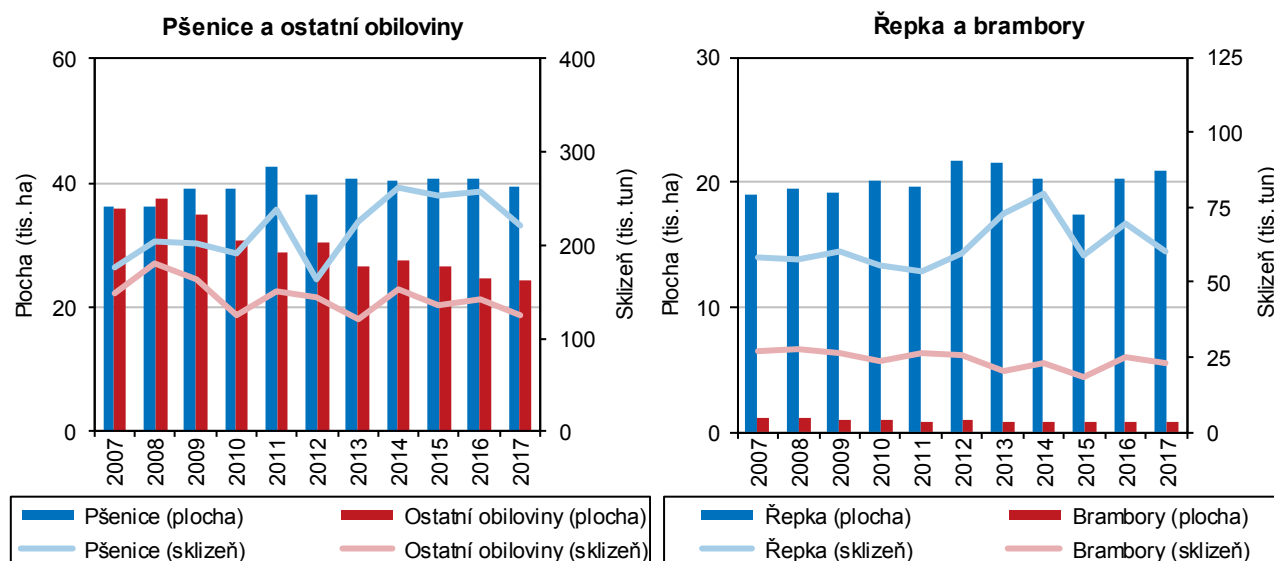 Pšenice a ostatní obiloviny
Plocha (tis. ha)
60
40
20
0
Sklizeň (tis. tun)
400
300
200
100
0
2007
2008
2009
2010
2011
2012
2013
2014
2015
2016
2017
Pšenice (plocha)
Ostatní obiloviny (plocha)
Pšenice (sklizeň)
Ostatní obiloviny (sklizeň)
Řepka a brambory
Plocha (tis. ha)
30
20
10
0
Sklizeň (tis. tun)
125
100
75
50
25
0
2007
2008
2009
2010
2011
2012
2013
2014
2015
2016
2017
Řepka (plocha)
Brambory (plocha)
Řepka (sklizeň)
Brambory (sklizeň)